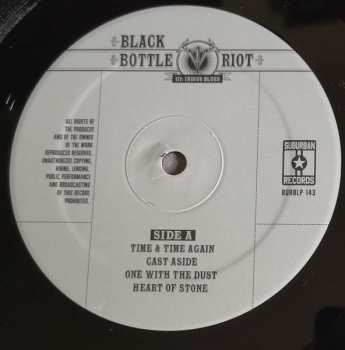 BLACK
BOTTLE RIOT
III: INDIGO BLUES
ALL RIGHTS OF
THE PRODUCER
AND OF THE OWNER
OF THE WORK
REPRODUCED RESERVED.
UNAUTHORIZED COPYING,
HIRING, LENDING,
PUBLIC PERFORMANCE
AND BROADCASTING
OF THIS RECORD
PROHIBITED.
SUBURBAN
RECORDS
BURBLP 143
SIDE A
TIME & TIME AGAIN
CAST ASIDE
ONE WITH THE DUST
HEART OF STONE